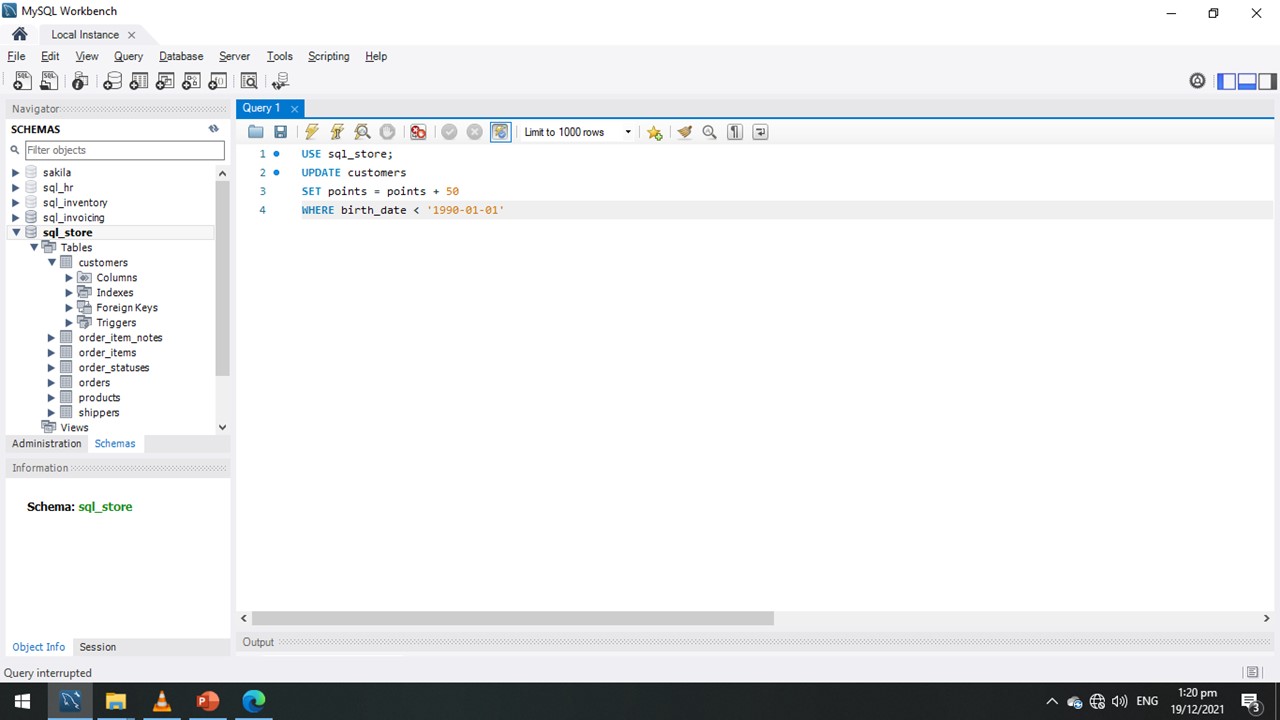 MySQL Workbench
Local Instance
File Edit View Query Database Server Tools Scripting Help
Navigator
SCHEMAS
Filter objects
sakila
sql_hr
sql_inventory
sql_invoicing
sql_store
Tables
customers
Columns
Indexes
Foreign Keys
Triggers
order_item_notes
order_items
order_statuses
orders
products
shippers
Views
Administration Schemas
Information
Schema: sql_store
Object Info Session
Query interrupted
Query 1
Limit to 1000 rows
1 USE sql_store;
2 UPDATE customers
3 SET points = points + 50
4 WHERE birth_date < '1990-01-01'
Output
ENG
1:20 pm
19/12/2021
3